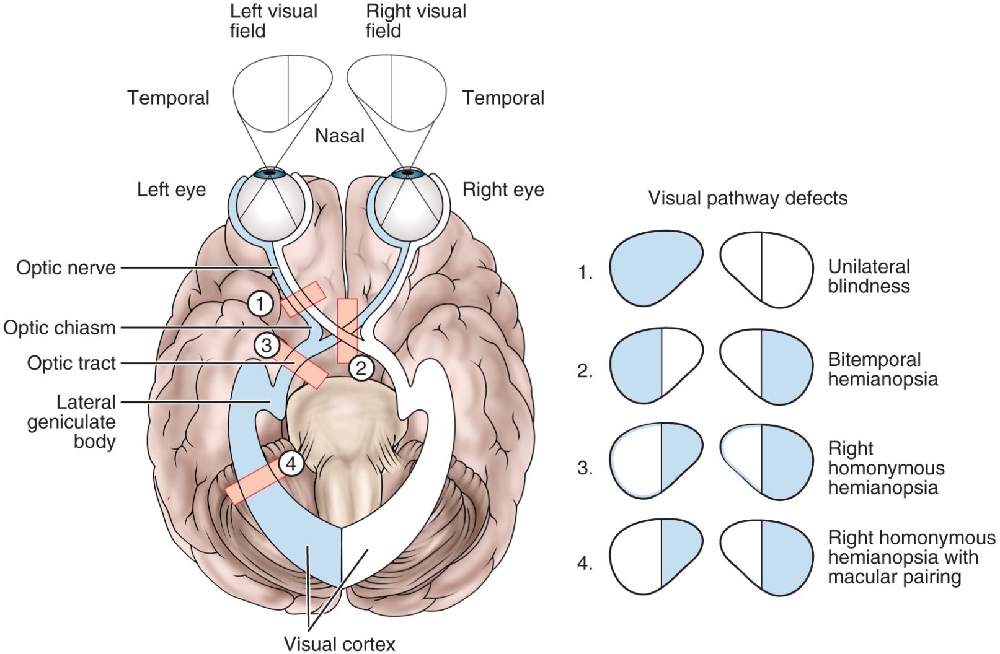 Left visual
field
Right visual
field
Temporal
Temporal
Nasal
Left eye
Right eye
Optic nerve
1
Optic chiasm
3
Optic tract
2
Lateral
geniculate
body
4
Visual cortex
Visual pathway defects
1.
Unilateral
blindness
2.
Bitemporal
hemianopsia
3.
Right
homonymous
hemianopsia
4.
Right homonymous
hemianopsia with
macular pairing